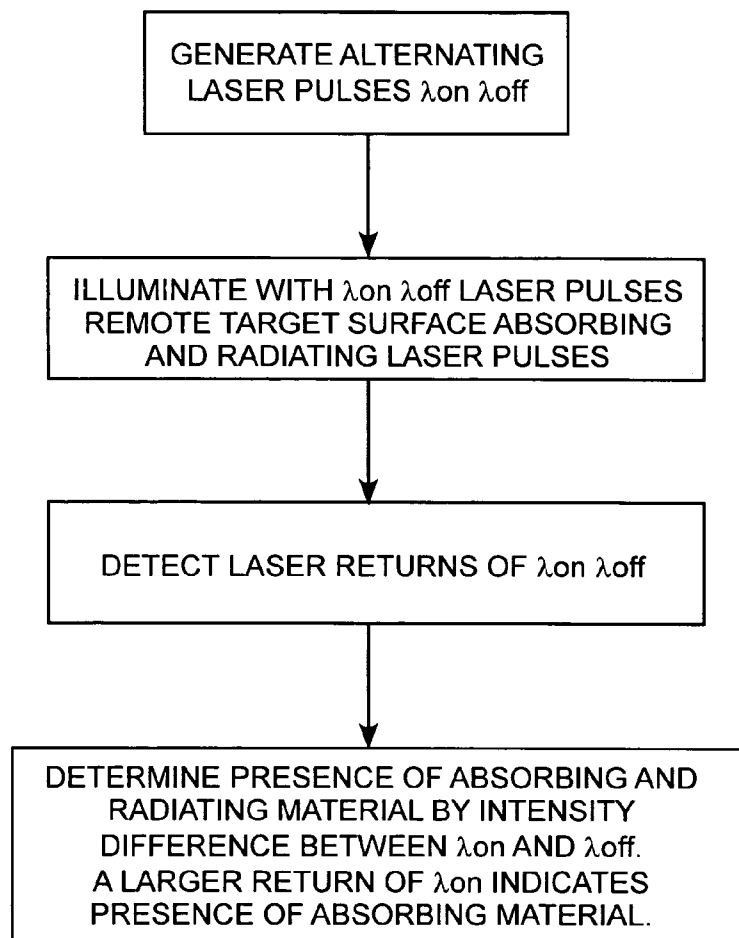 GENERATE ALTERNATING
LASER PULSES λon λoff
ILLUMINATE WITH λon λoff LASER PULSES
REMOTE TARGET SURFACE ABSORBING
AND RADIATING LASER PULSES
DETECT LASER RETURNS OF λon λoff
DETERMINE PRESENCE OF ABSORBING AND
RADIATING MATERIAL BY INTENSITY
DIFFERENCE BETWEEN λon AND λoff.
A LARGER RETURN OF λon INDICATES
PRESENCE OF ABSORBING MATERIAL.